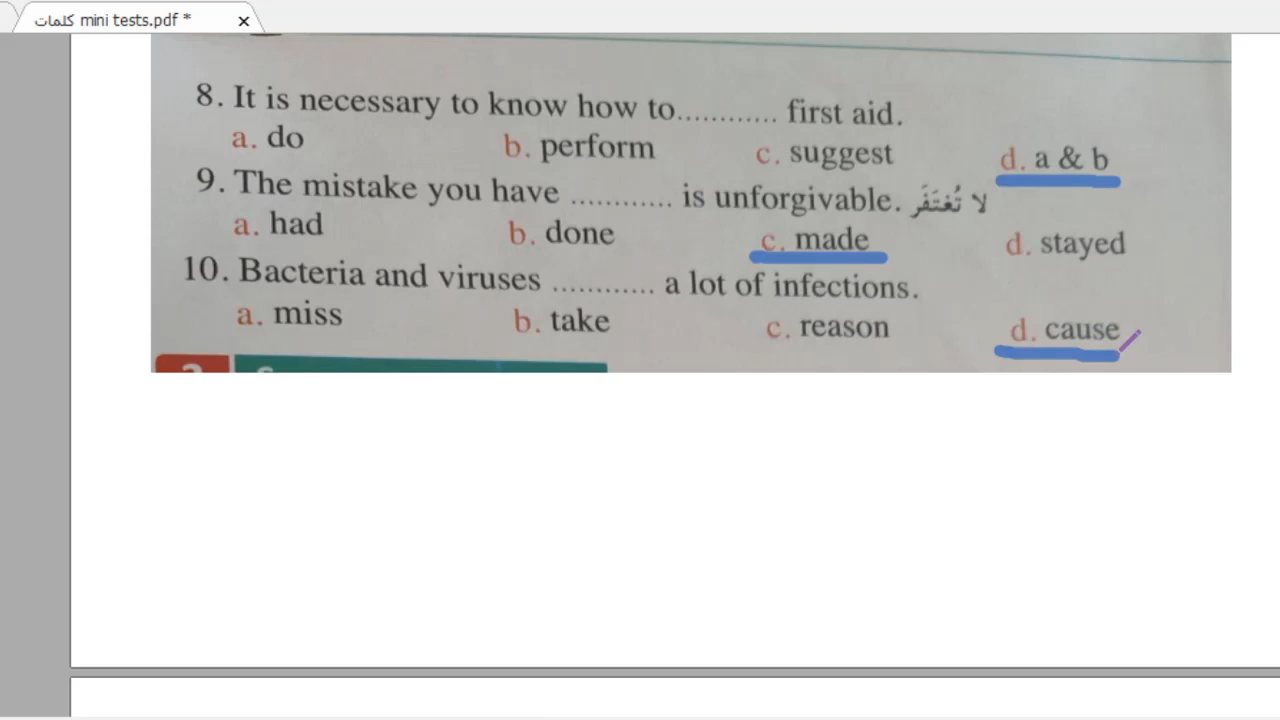 كلمات mini tests.pdf *
8. It is necessary to know how to............ first aid.
a. do b. perform c. suggest d. a & b
9. The mistake you have ............ is unforgivable. لا تُغتَفَر
a. had b. done c. made d. stayed
10. Bacteria and viruses ............ a lot of infections.
a. miss b. take c. reason d. cause